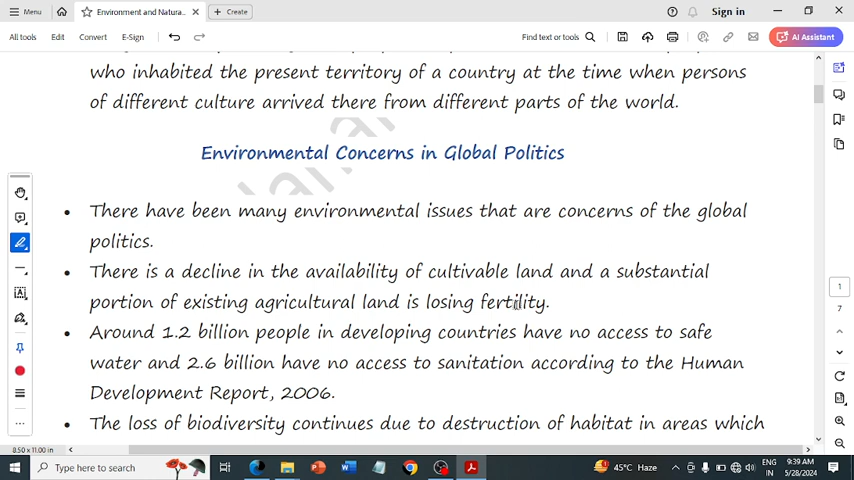 Menu
Environment and Natura...
Create
Sign in
All tools Edit Convert E-Sign
Find text or tools
AI Assistant
who inhabited the present territory of a country at the time when persons
of different culture arrived there from different parts of the world.
Environmental Concerns in Global Politics
• There have been many environmental issues that are concerns of the global
politics.
• There is a decline in the availability of cultivable land and a substantial
portion of existing agricultural land is losing fertility.
• Around 1.2 billion people in developing countries have no access to safe
water and 2.6 billion have no access to sanitation according to the Human
Development Report, 2006.
• The loss of biodiversity continues due to destruction of habitat in areas which
1
7
8.50 x 11.00 in
Type here to search
45°C Haze
ENG
IN
9:39 AM
5/28/2024